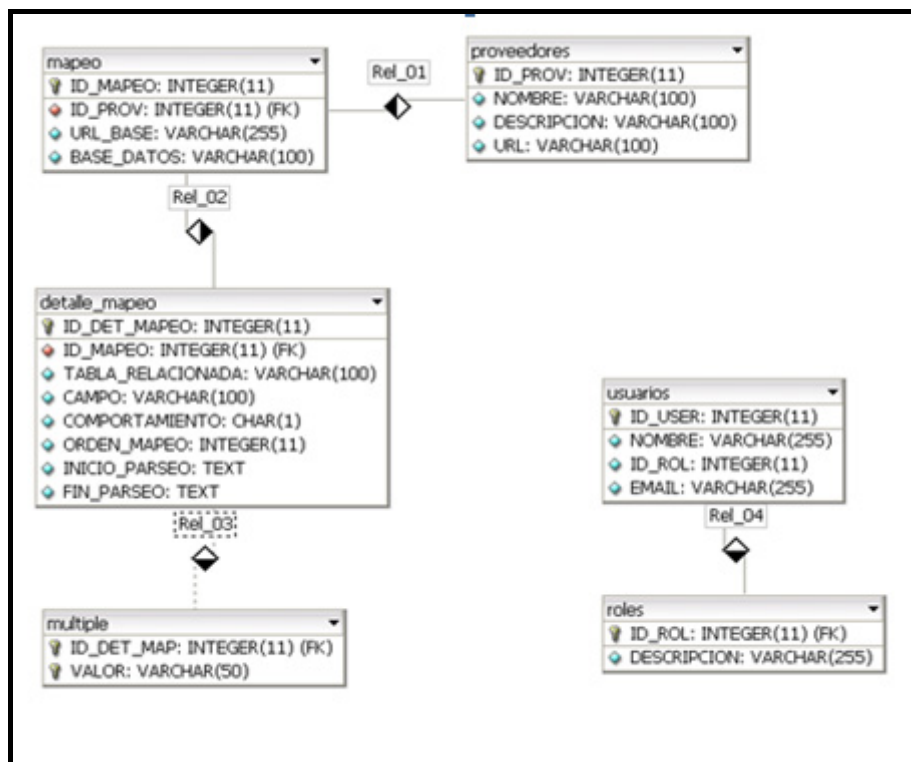 mapeo
ID_MAPEO: INTEGER(11)
ID_PROV: INTEGER(11) (FK)
URL_BASE: VARCHAR(255)
BASE_DATOS: VARCHAR(100)
Rel_01
proveedores
ID_PROV: INTEGER(11)
NOMBRE: VARCHAR(100)
DESCRIPCION: VARCHAR(100)
URL: VARCHAR(100)
Rel_02
detalle_mapeo
ID_DET_MAPEO: INTEGER(11)
ID_MAPEO: INTEGER(11) (FK)
TABLA_RELACIONADA: VARCHAR(100)
CAMPO: VARCHAR(100)
COMPORTAMIENTO: CHAR(1)
ORDEN_MAPEO: INTEGER(11)
INICIO_PARSEO: TEXT
FIN_PARSEO: TEXT
Rel_03
multiple
ID_DET_MAP: INTEGER(11) (FK)
VALOR: VARCHAR(50)
usuarios
ID_USER: INTEGER(11)
NOMBRE: VARCHAR(255)
ID_ROL: INTEGER(11)
EMAIL: VARCHAR(255)
Rel_04
roles
ID_ROL: INTEGER(11) (FK)
DESCRIPCION: VARCHAR(255)